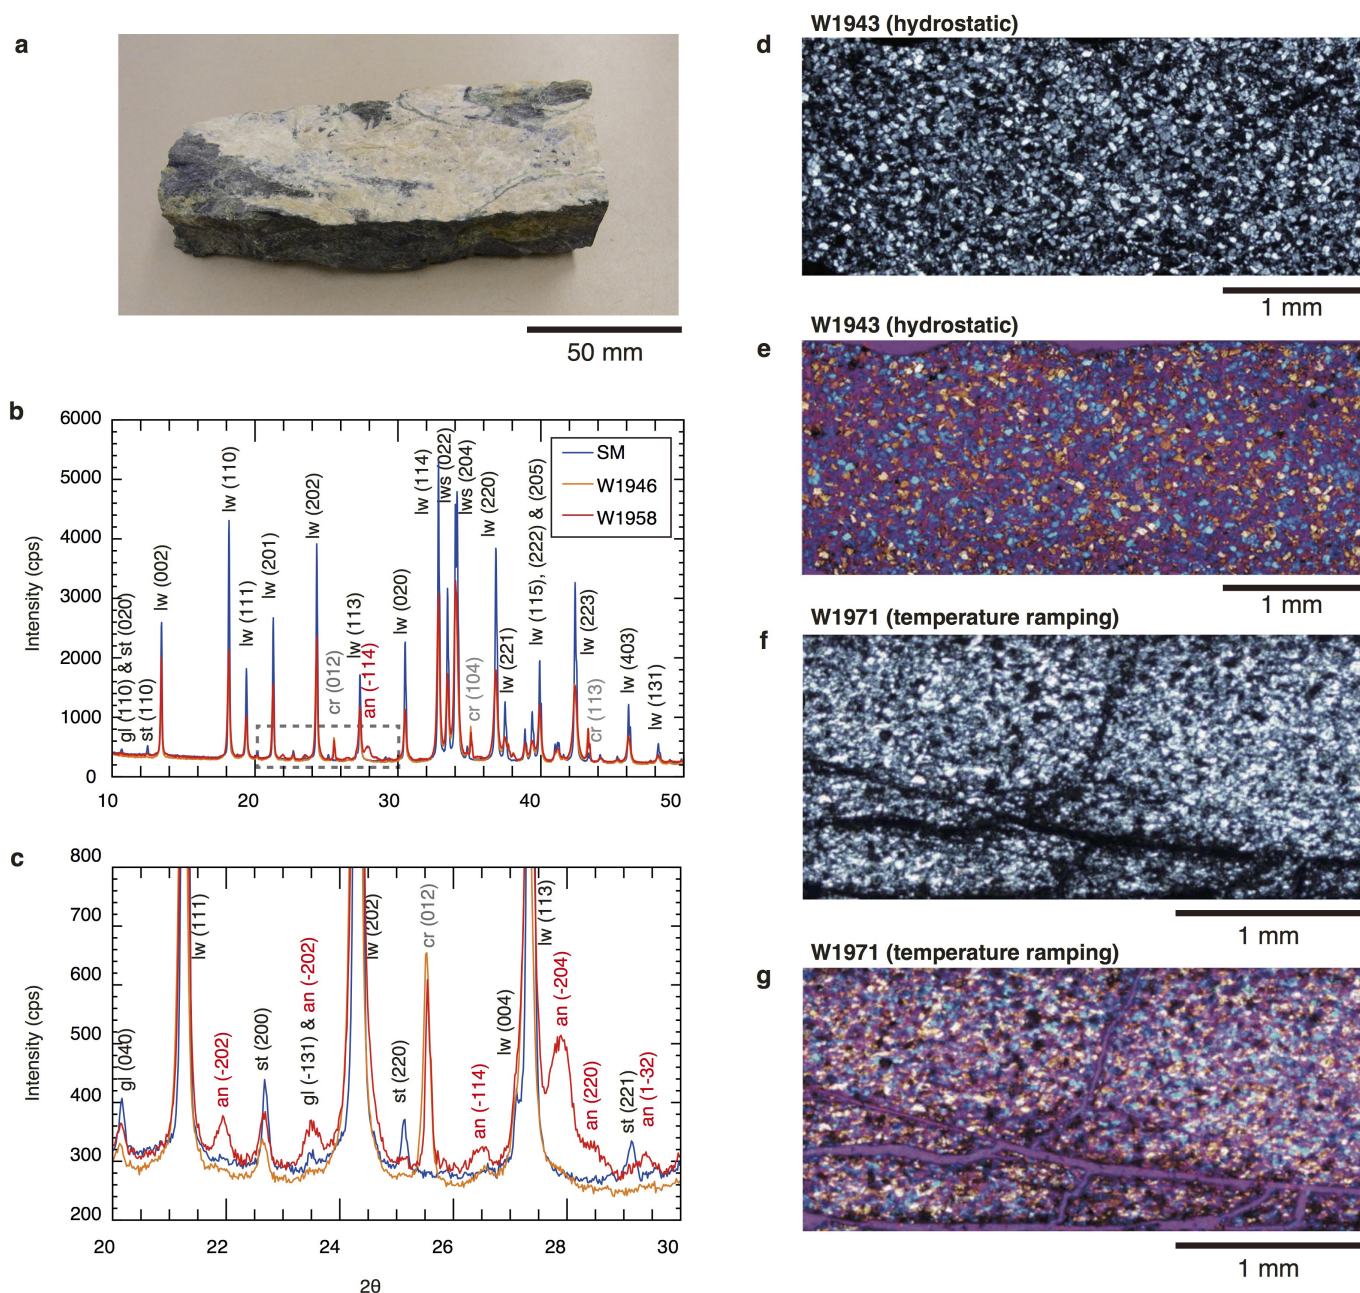 a
50 mm
b
6000
5000
4000
3000
2000
1000
0
Intensity (cps)
10
20
30
40
50
gl (110) & st (020)
st (110)
lw (002)
lw (110)
lw (111)
lw (201)
lw (202)
cr (012)
lw (113)
an (-114)
lw (020)
lw (114)
lws (022)
lws (204)
cr (104)
lw (220)
lw (221)
lw (115), (222) & (205)
lw (223)
cr (113)
lw (403)
lw (131)
SM
W1946
W1958
c
800
700
600
500
400
300
200
Intensity (cps)
20
22
24
26
28
30
2θ
gl (040)
lw (111)
an (-202)
st (200)
gl (-131) & an (-202)
lw (202)
st (220)
cr (012)
an (-114)
lw (004)
lw (113)
an (-204)
an (220)
st (221)
an (1-32)
W1943 (hydrostatic)
d
1 mm
W1943 (hydrostatic)
e
1 mm
W1971 (temperature ramping)
f
1 mm
W1971 (temperature ramping)
g
1 mm